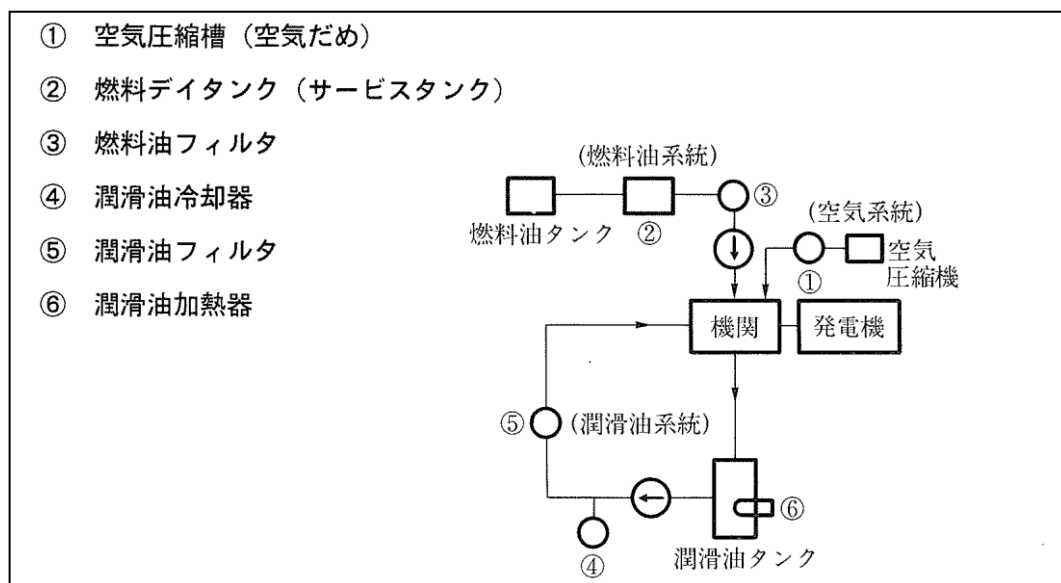 ① 空気圧縮槽（空気だめ）
② 燃料デイタンク（サービスタンク）
③ 燃料油フィルタ
④ 潤滑油冷却器
⑤ 潤滑油フィルタ
⑥ 潤滑油加熱器
(燃料油系統)
③
燃料油タンク
②
(空気系統)
空気
圧縮機
①
機関
発電機
⑤
(潤滑油系統)
⑥
④
潤滑油タンク